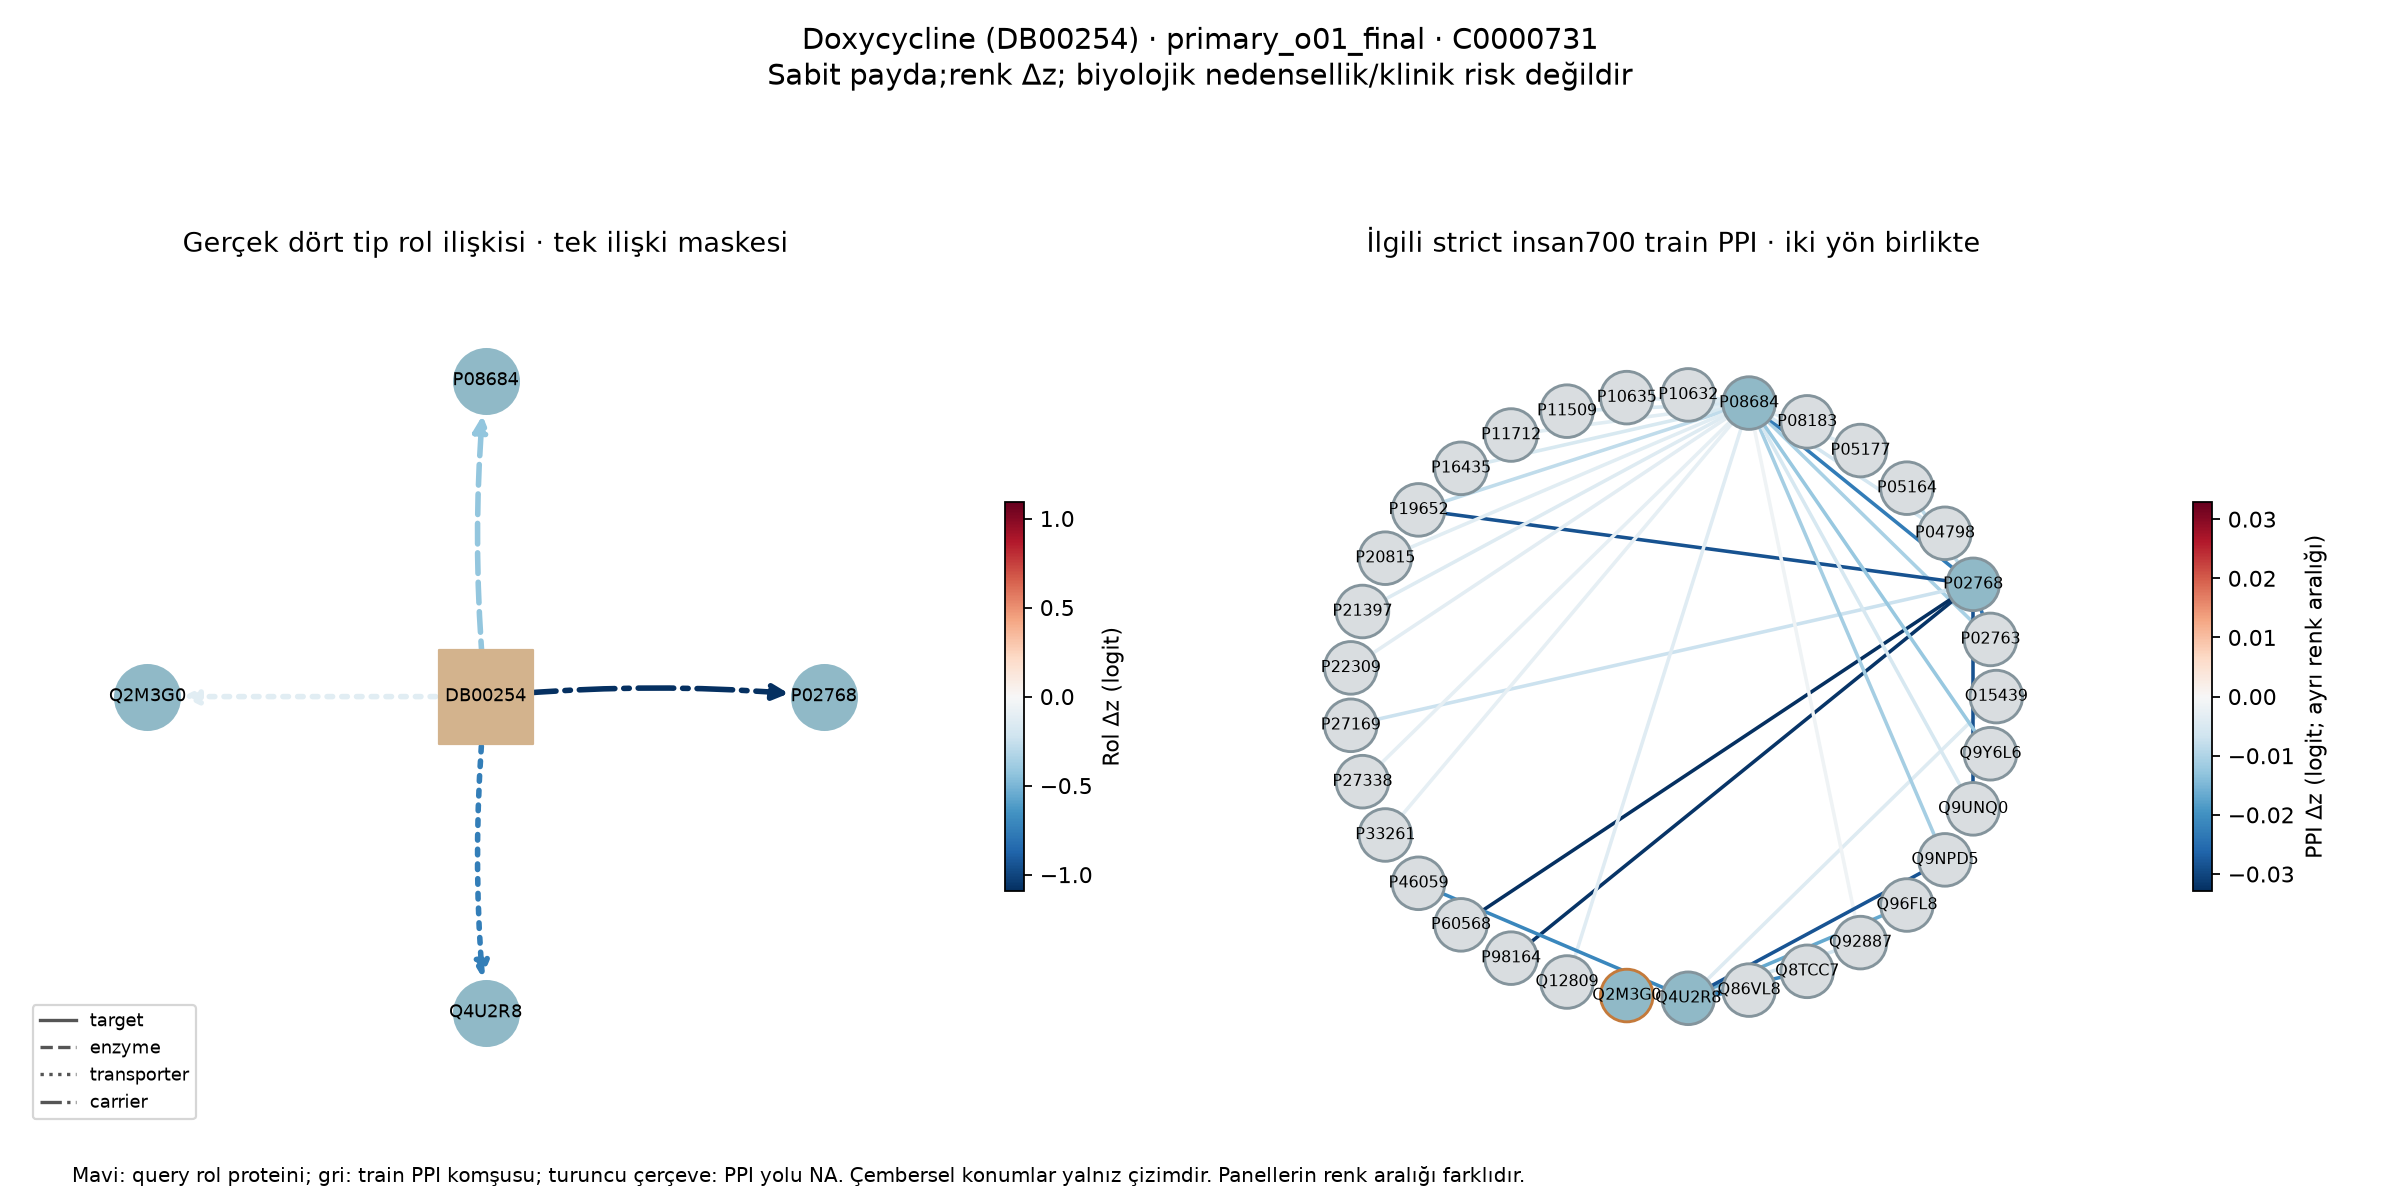 Doxycycline (DB00254) · primary_o01_final · C0000731
Sabit payda;renk Δz; biyolojik nedensellik/klinik risk değildir
Gerçek dört tip rol ilişkisi · tek ilişki maskesi
P08684
Q2M3G0
DB00254
P02768
Q4U2R8
target
enzyme
transporter
carrier
1.0
0.5
0.0
−0.5
−1.0
Rol Δz (logit)
İlgili strict insan700 train PPI · iki yön birlikte
P10635
P10632
P08684
P11509
P08183
P11712
P05177
P16435
P05164
P19652
P04798
P20815
P02768
P21397
P02763
P22309
O15439
P27169
Q9Y6L6
P27338
Q9UNQ0
P33261
Q9NPD5
P46059
Q96FL8
P60568
Q92887
P98164
Q8TCC7
Q12809
Q86VL8
Q2M3G0
Q4U2R8
0.03
0.02
0.01
0.00
−0.01
−0.02
−0.03
PPI Δz (logit; ayrı renk aralığı)
Mavi: query rol proteini; gri: train PPI komşusu; turuncu çerçeve: PPI yolu NA. Çembersel konumlar yalnız çizimdir. Panellerin renk aralığı farklıdır.